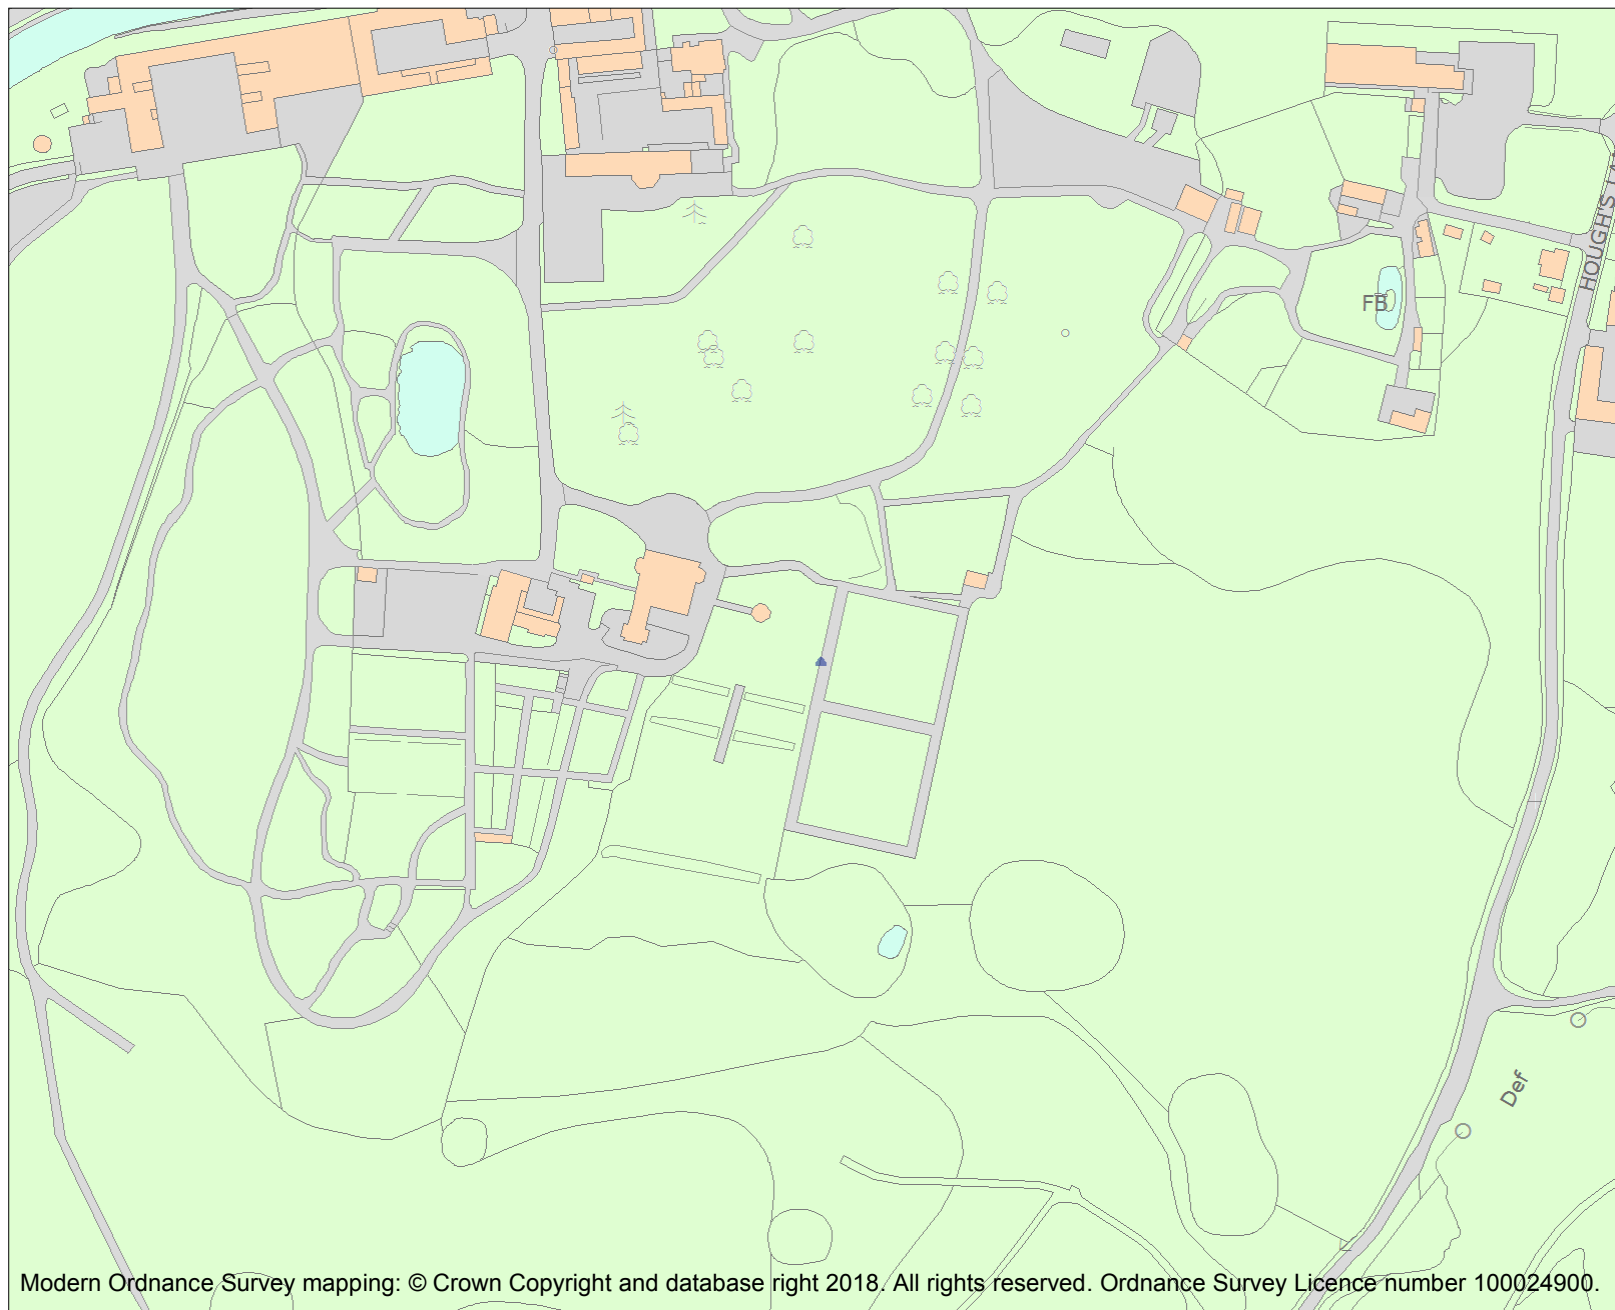 HOUGH'S
FB
Def
Modern Ordnance Survey mapping: © Crown Copyright and database right 2018. All rights reserved. Ordnance Survey Licence number 100024900.